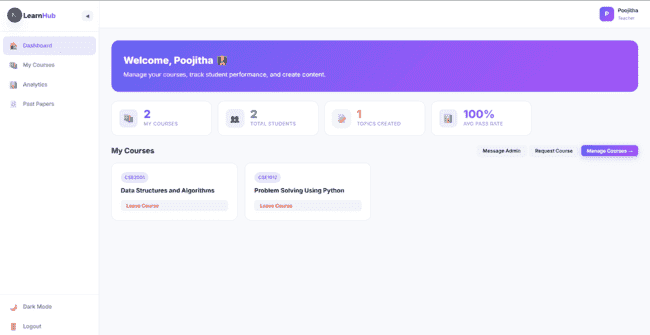 LearnHub
Poojitha
Teacher
P
Dashboard
My Courses
Analytics
Past Papers
Welcome, Poojitha
Manage your courses, track student performance, and create content.
2
MY COURSES
2
TOTAL STUDENTS
1
TOPICS CREATED
100%
AVG PASS RATE
My Courses
Message Admin
Request Course
Manage Courses →
Data Structures and Algorithms
Leave Course
Problem Solving Using Python
Leave Course
Dark Mode
Logout